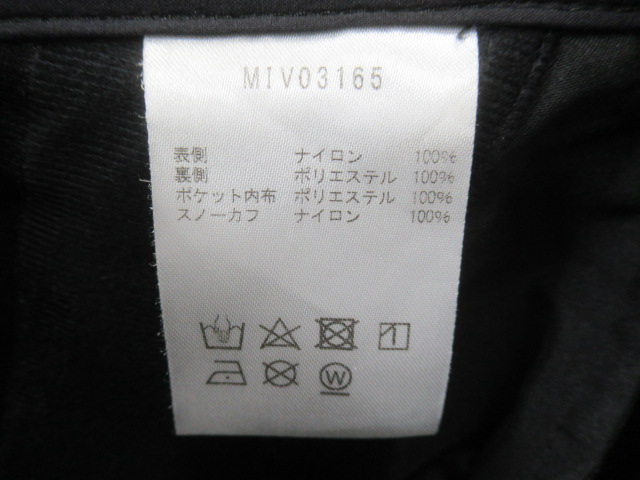 MIV03165
表側 ナイロン 100%
裏側 ポリエステル 100%
ポケット内布 ポリエステル 100%
スノーカフ ナイロン 100%
W